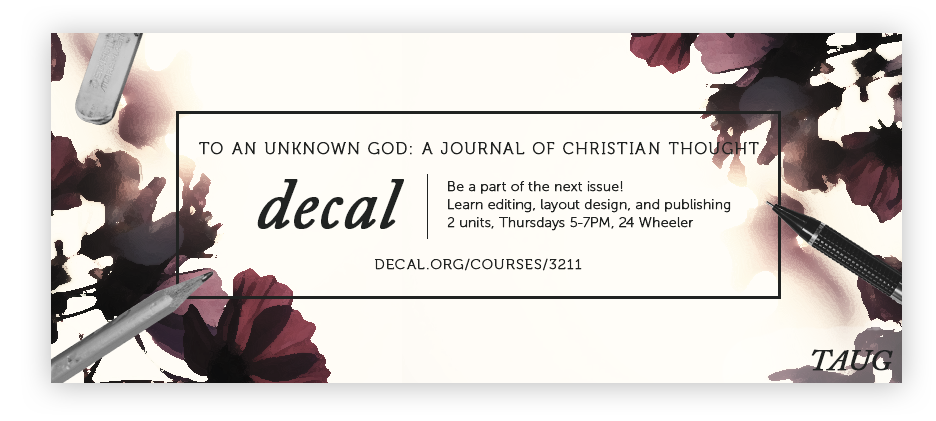 TO AN UNKNOWN GOD: A JOURNAL OF CHRISTIAN THOUGHT
decal
Be a part of the next issue!
Learn editing, layout design, and publishing
2 units, Thursdays 5-7PM, 24 Wheeler
DECAL.ORG/COURSES/3211
TAUG